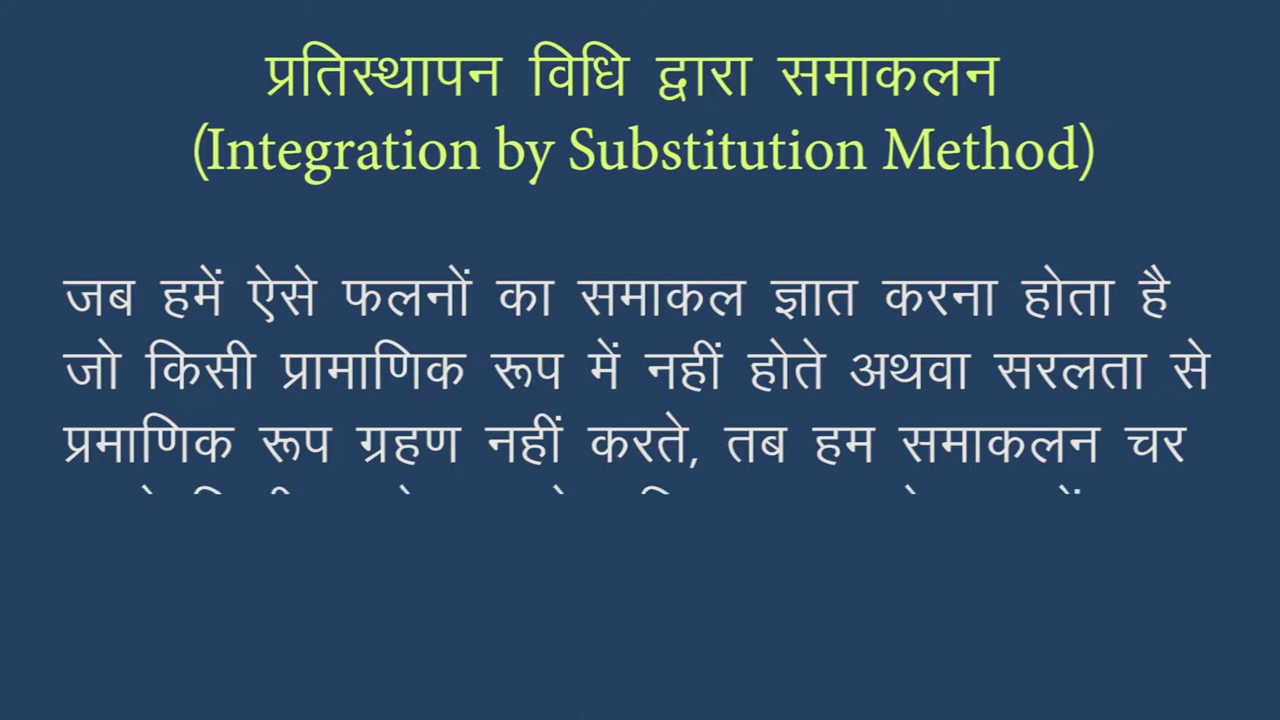 प्रतिस्थापन विधि द्वारा समाकलन
(Integration by Substitution Method)
जब हमें ऐसे फलनों का समाकल ज्ञात करना होता है
जो किसी प्रामाणिक रूप में नहीं होते अथवा सरलता से
प्रमाणिक रूप ग्रहण नहीं करते, तब हम समाकलन चर